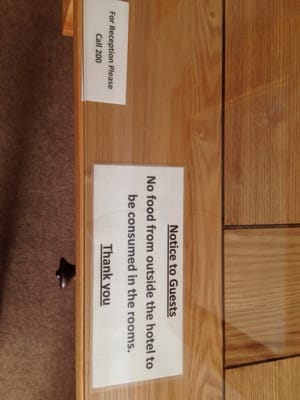 For Reception Please
Call 200
Notice to Guests
No food from outside the hotel to
be consumed in the rooms.
Thank you